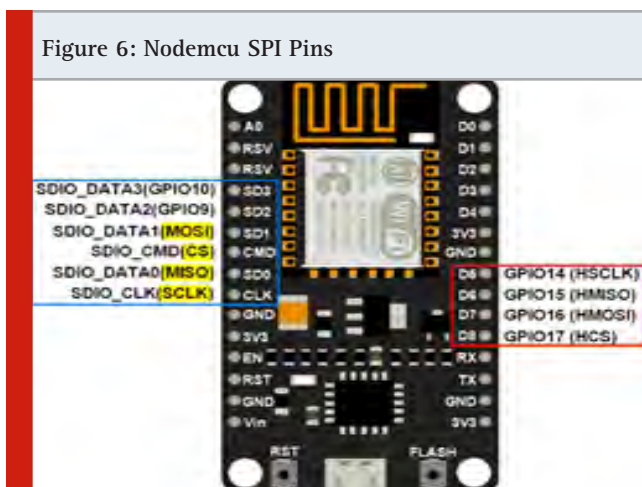 Figure 6: Nodemcu SPI Pins
A0
RSV
RSV
SDIO_DATA3(GPIO10) SD3
SDIO_DATA2(GPIO9) SD2
SDIO_DATA1(MOSI) SD1
SDIO_CMD(CS) CMD
SDIO_DATA0(MISO) SD0
SDIO_CLK(SCLK) CLK
GND
3V3
EN
RST
GND
Vin
D0
D1
D2
D3
D4
3V3
GND
D5 GPIO14 (HSCLK)
D6 GPIO15 (HMISO)
D7 GPIO16 (HMOSI)
D8 GPIO17 (HCS)
RX
TX
GND
3V3
RST
FLASH